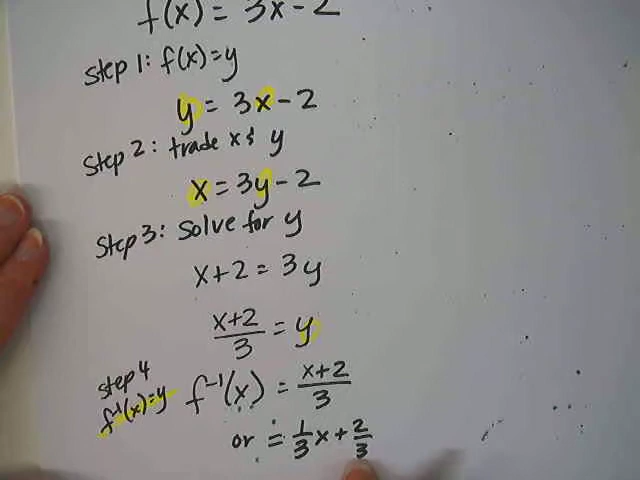 f(x) = 3x - 2
Step 1: f(x)=y
y = 3x - 2
Step 2: trade x & y
x = 3y - 2
Step 3: Solve for y
x+2 = 3y
x+2/3 = y
Step 4
f⁻¹(x)=y
f⁻¹(x) = x+2/3
or = 1/3 x + 2/3